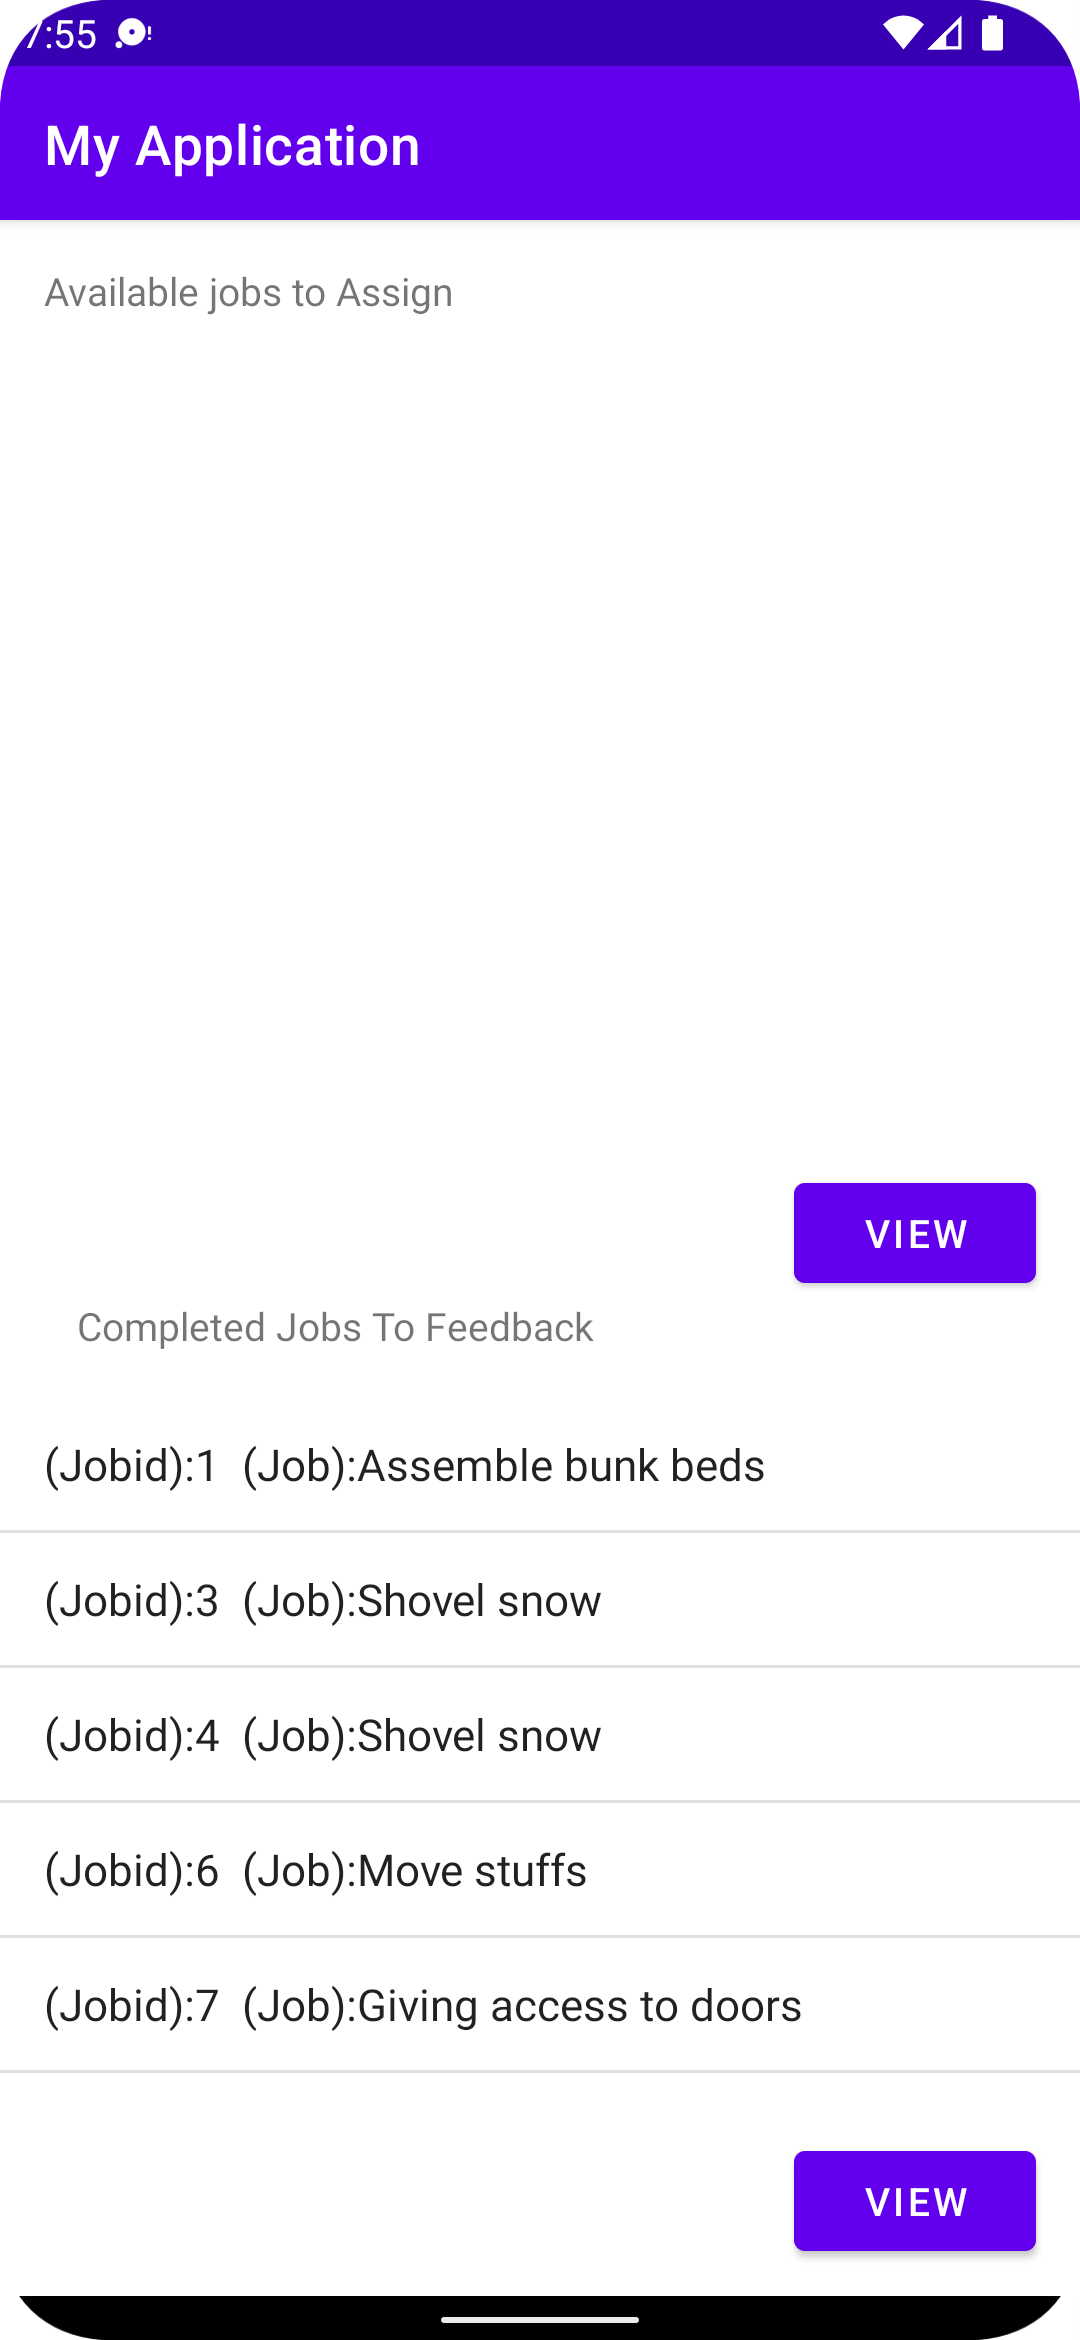 7:55
My Application
Available jobs to Assign
VIEW
Completed Jobs To Feedback
(Jobid):1  (Job):Assemble bunk beds
(Jobid):3  (Job):Shovel snow
(Jobid):4  (Job):Shovel snow
(Jobid):6  (Job):Move stuffs
(Jobid):7  (Job):Giving access to doors
VIEW